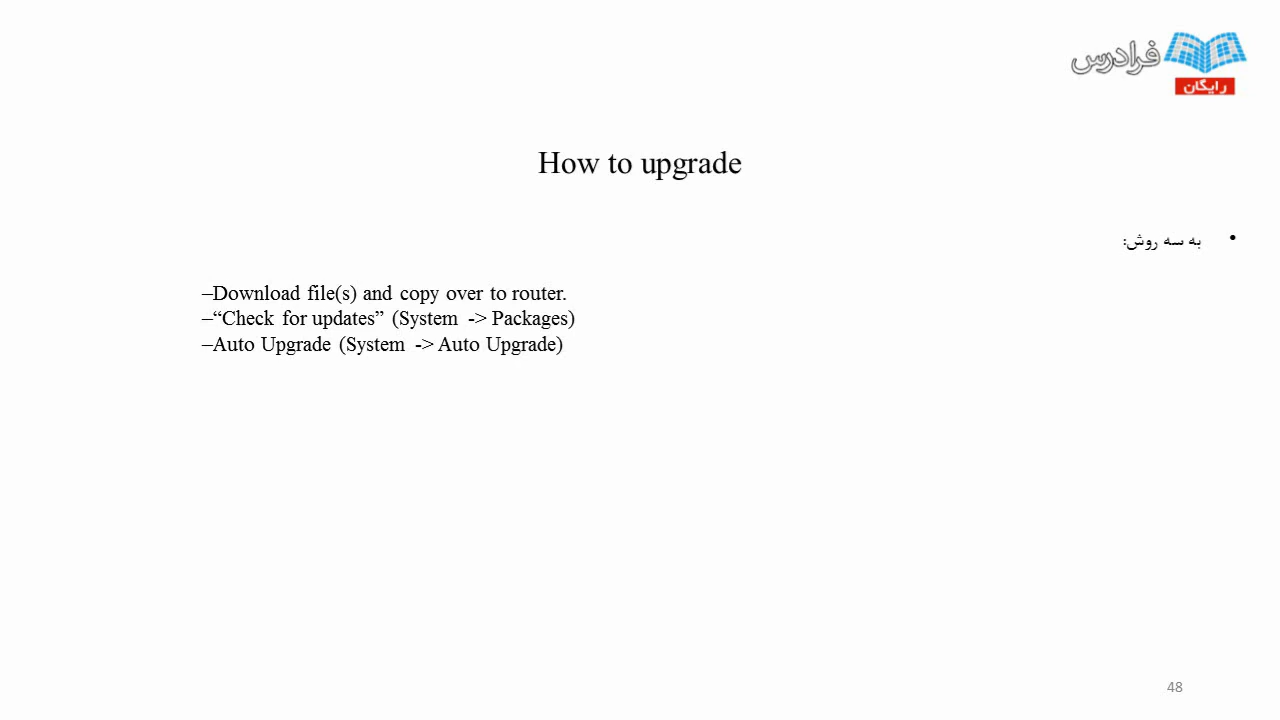 فرادرس
رایگان
How to upgrade
• به سه روش:
–Download file(s) and copy over to router.
–“Check for updates” (System -> Packages)
–Auto Upgrade (System -> Auto Upgrade)
48